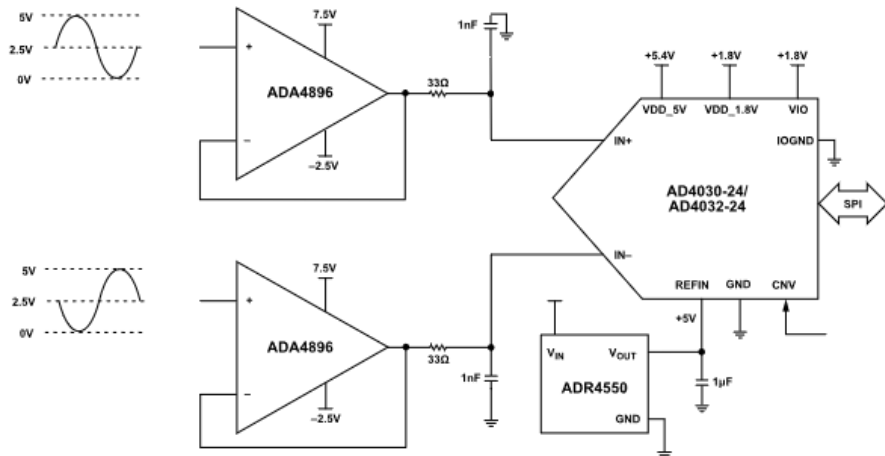 5V
2.5V
0V
7.5V
+
ADA4896
−
−2.5V
33Ω
1nF
+5.4V
+1.8V
+1.8V
VDD_5V
VDD_1.8V
VIO
IN+
IOGND
AD4030-24/
AD4032-24
SPI
IN−
REFIN
GND
CNV
+5V
5V
2.5V
0V
7.5V
+
ADA4896
−
−2.5V
33Ω
1nF
VIN
VOUT
ADR4550
GND
1µF